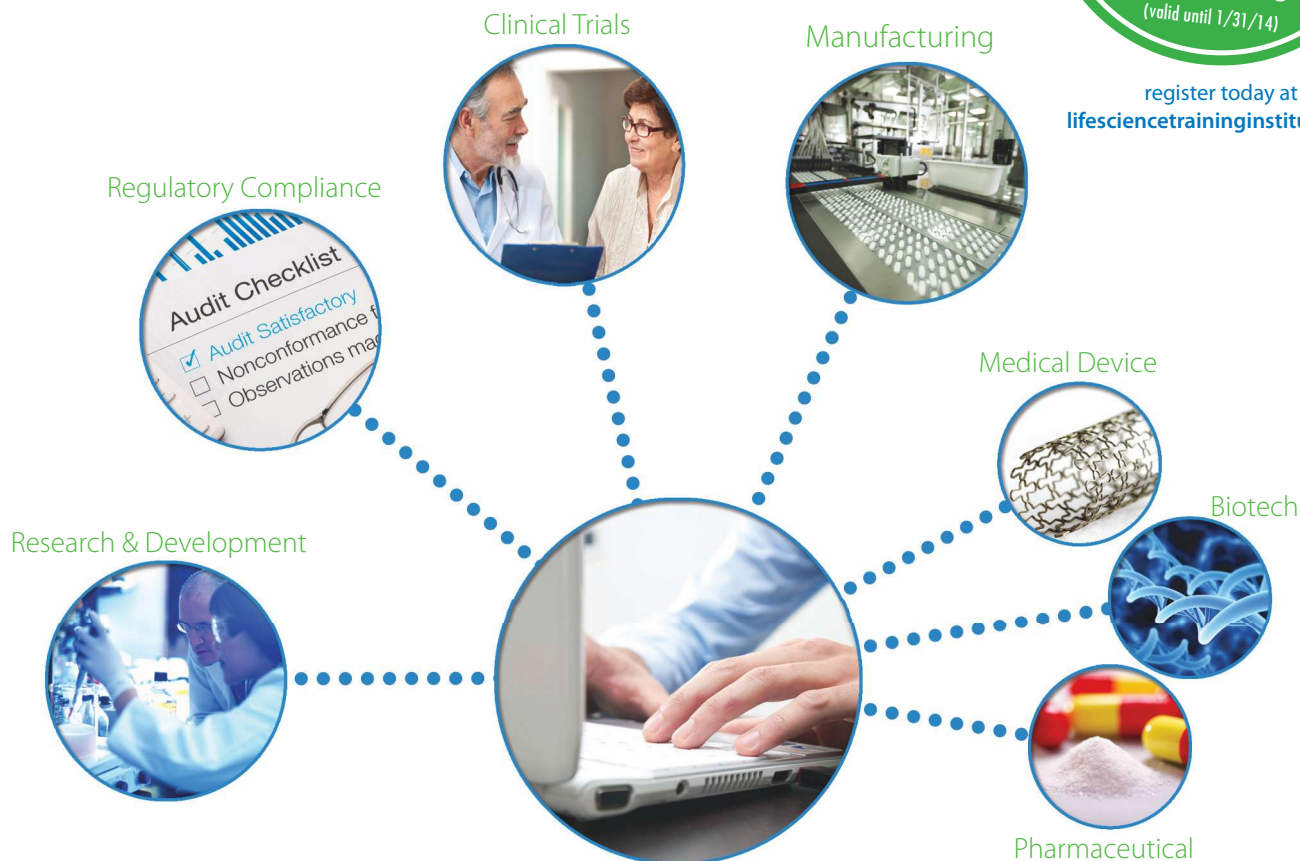 (valid until 1/31/14)
Clinical Trials
Manufacturing
register today at
Regulatory Compliance
Audit Checklist
Audit Satisfactory
Nonconformance
Observations
Medical Device
Biotech
Research & Development
Pharmaceutical